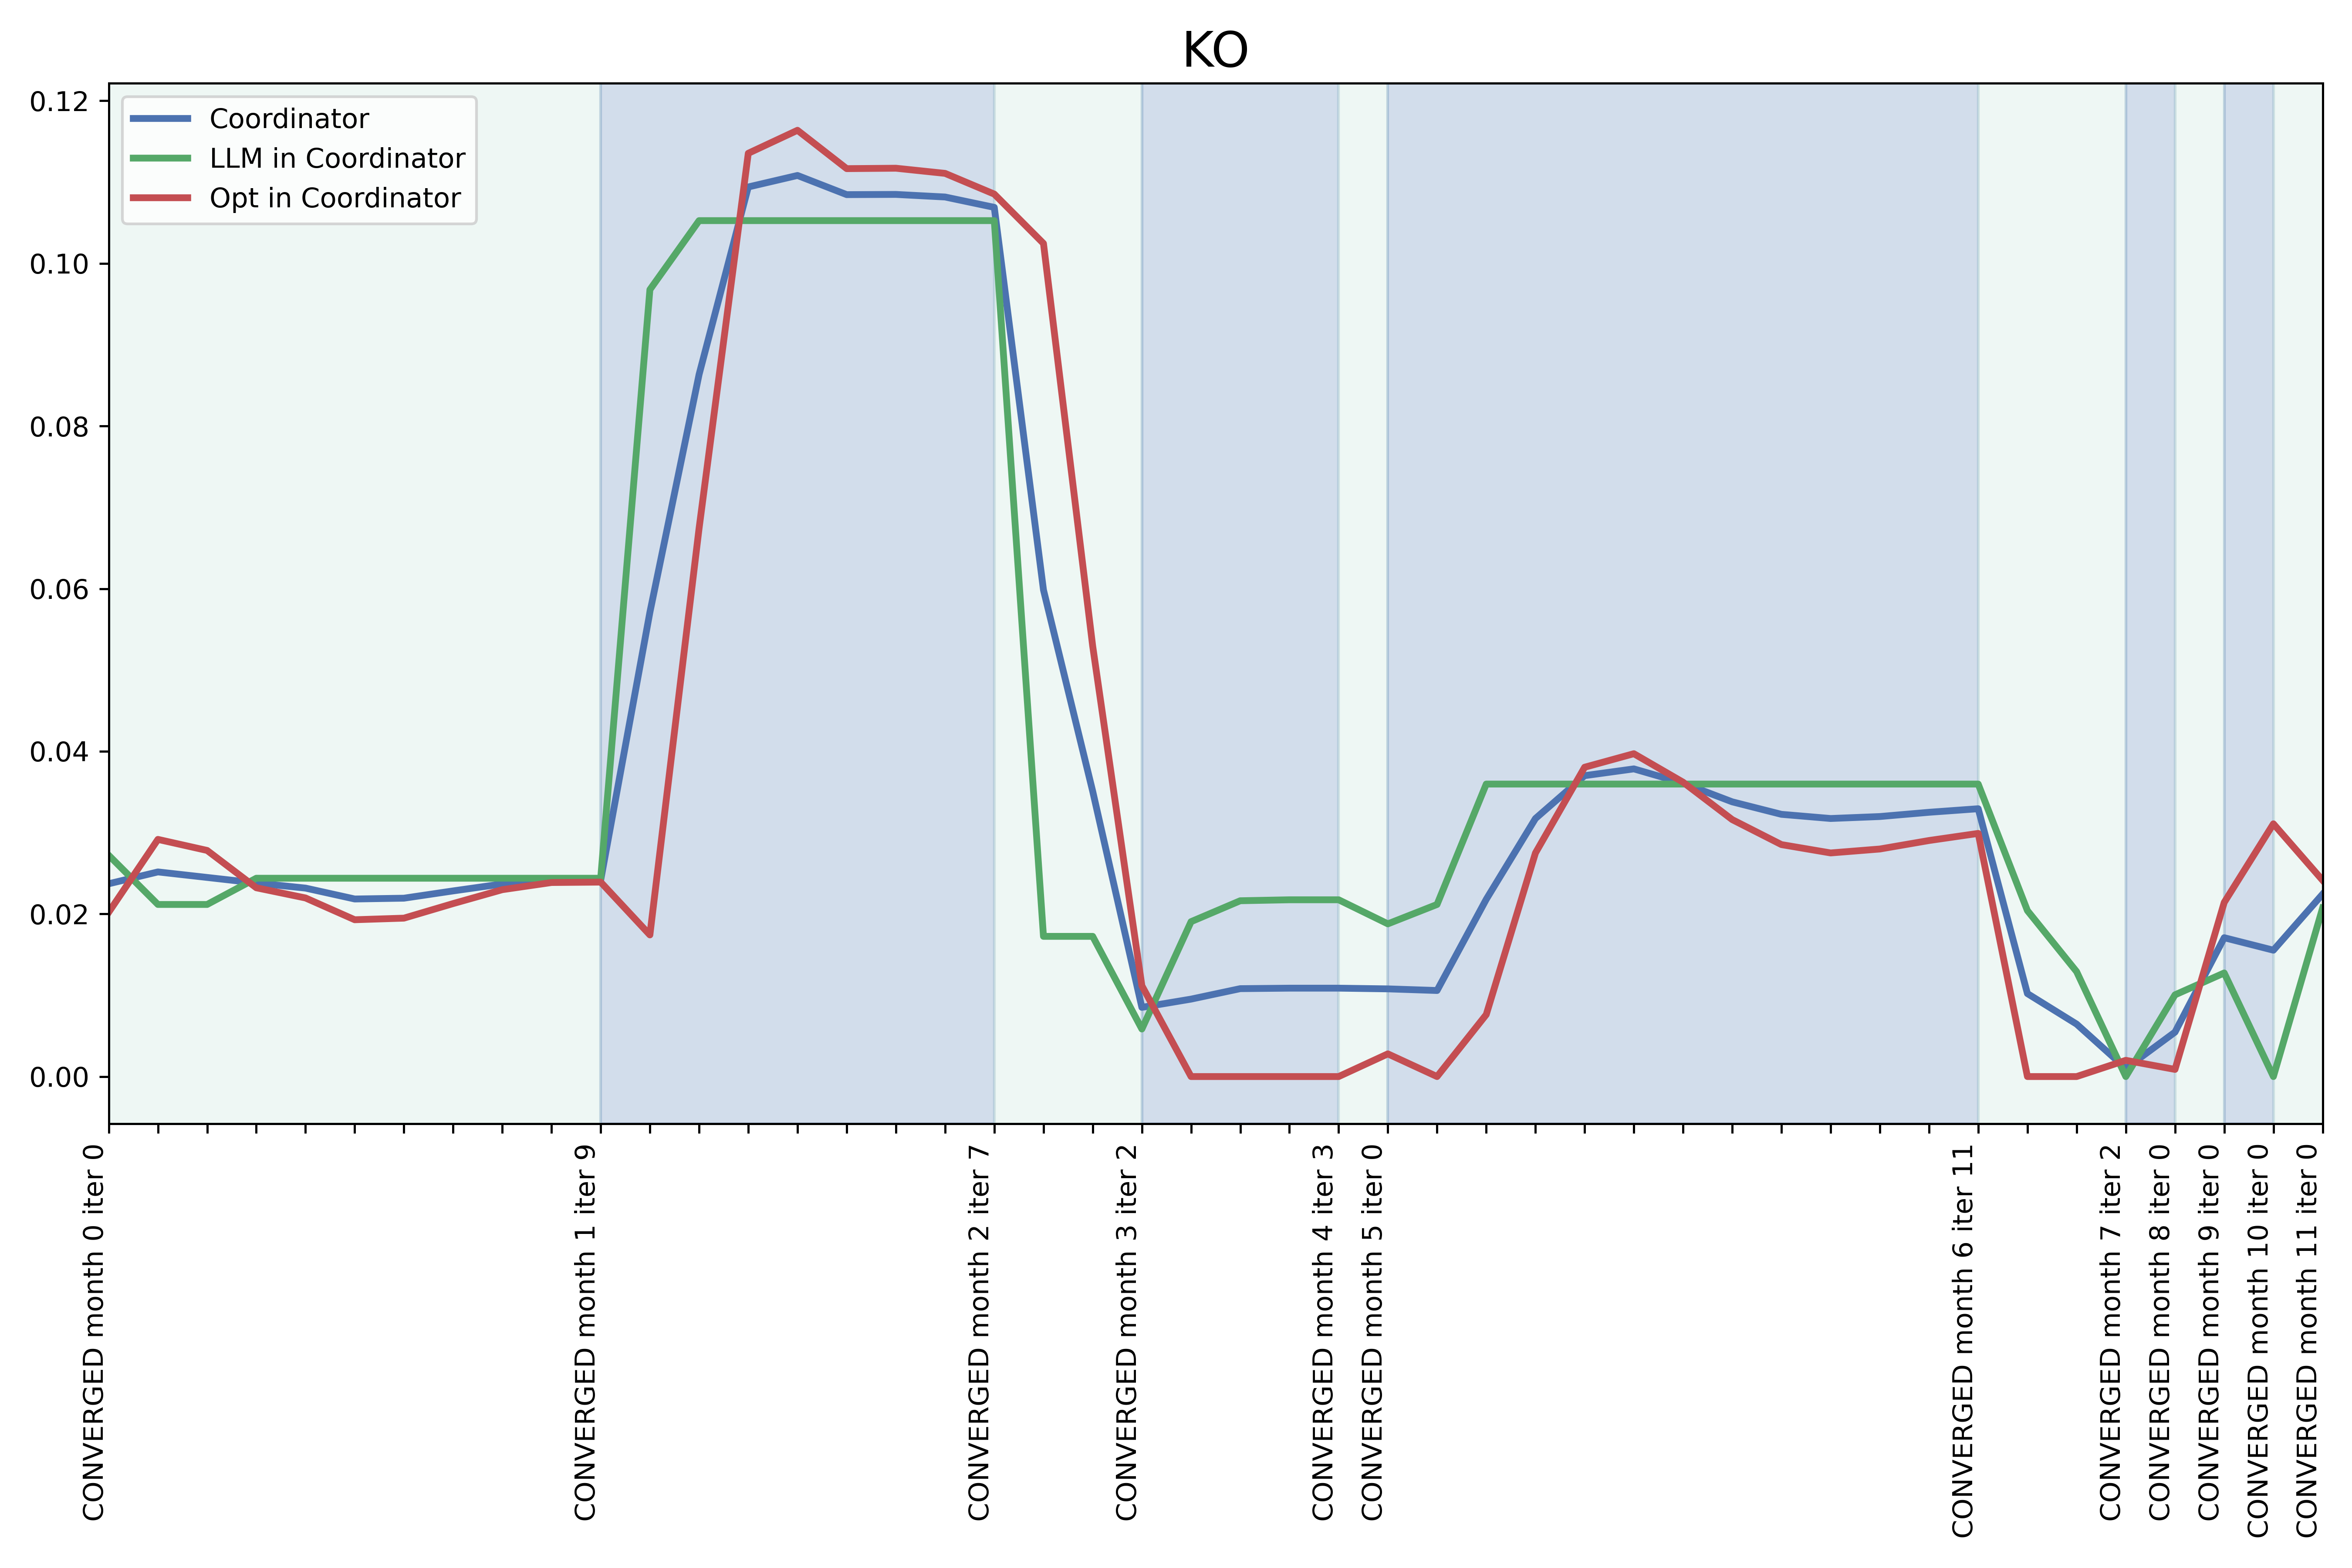 KO
Coordinator
LLM in Coordinator
Opt in Coordinator
0.12
0.10
0.08
0.06
0.04
0.02
0.00
CONVERGED month 0 iter 0
CONVERGED month 1 iter 9
CONVERGED month 2 iter 7
CONVERGED month 3 iter 2
CONVERGED month 4 iter 3
CONVERGED month 5 iter 0
CONVERGED month 6 iter 11
CONVERGED month 7 iter 2
CONVERGED month 8 iter 0
CONVERGED month 9 iter 0
CONVERGED month 10 iter 0
CONVERGED month 11 iter 0